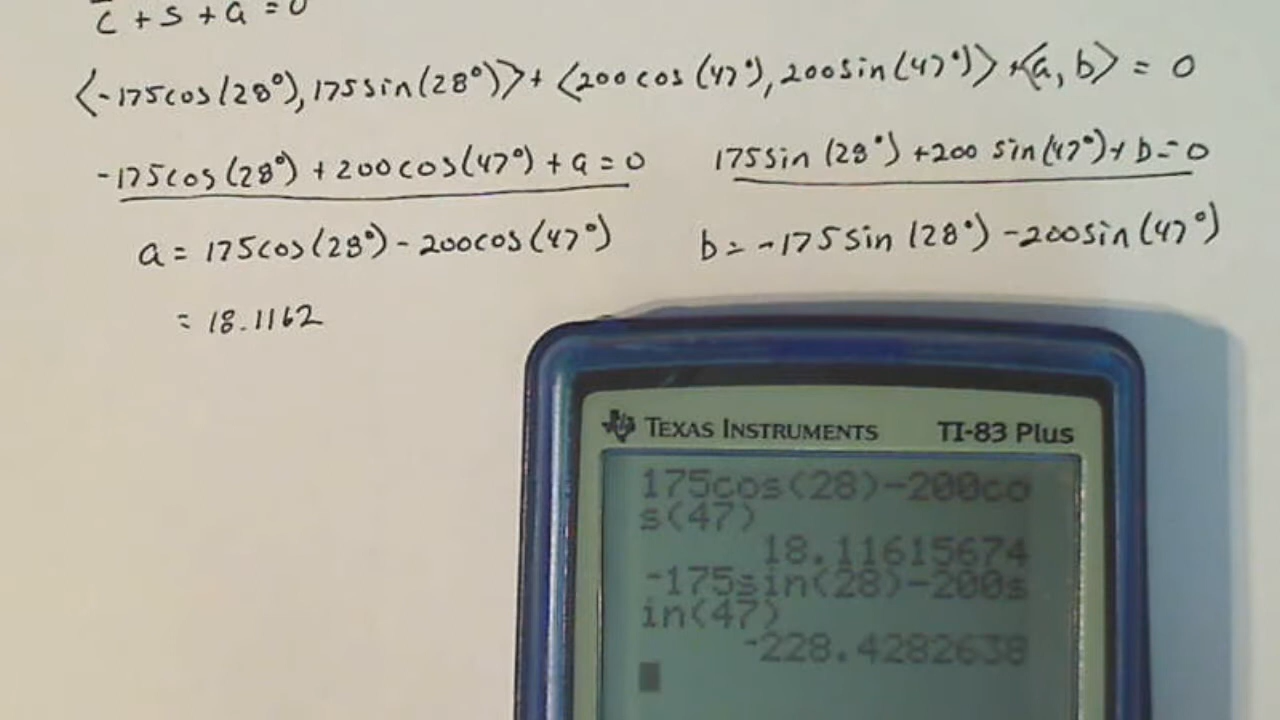 c + s + a = 0
<-175cos(28°), 175sin(28°)> + <200cos(47°), 200sin(47°)> + <a, b> = 0
-175cos(28°) + 200cos(47°) + a = 0
175sin(28°) + 200 sin(47°) + b = 0
a = 175cos(28°) - 200cos(47°)
b = -175sin(28°) - 200sin(47°)
= 18.1162
TEXAS INSTRUMENTS TI-83 Plus
175cos(28)-200co
s(47)
18.11615674
-175sin(28)-200s
in(47)
-228.4282638